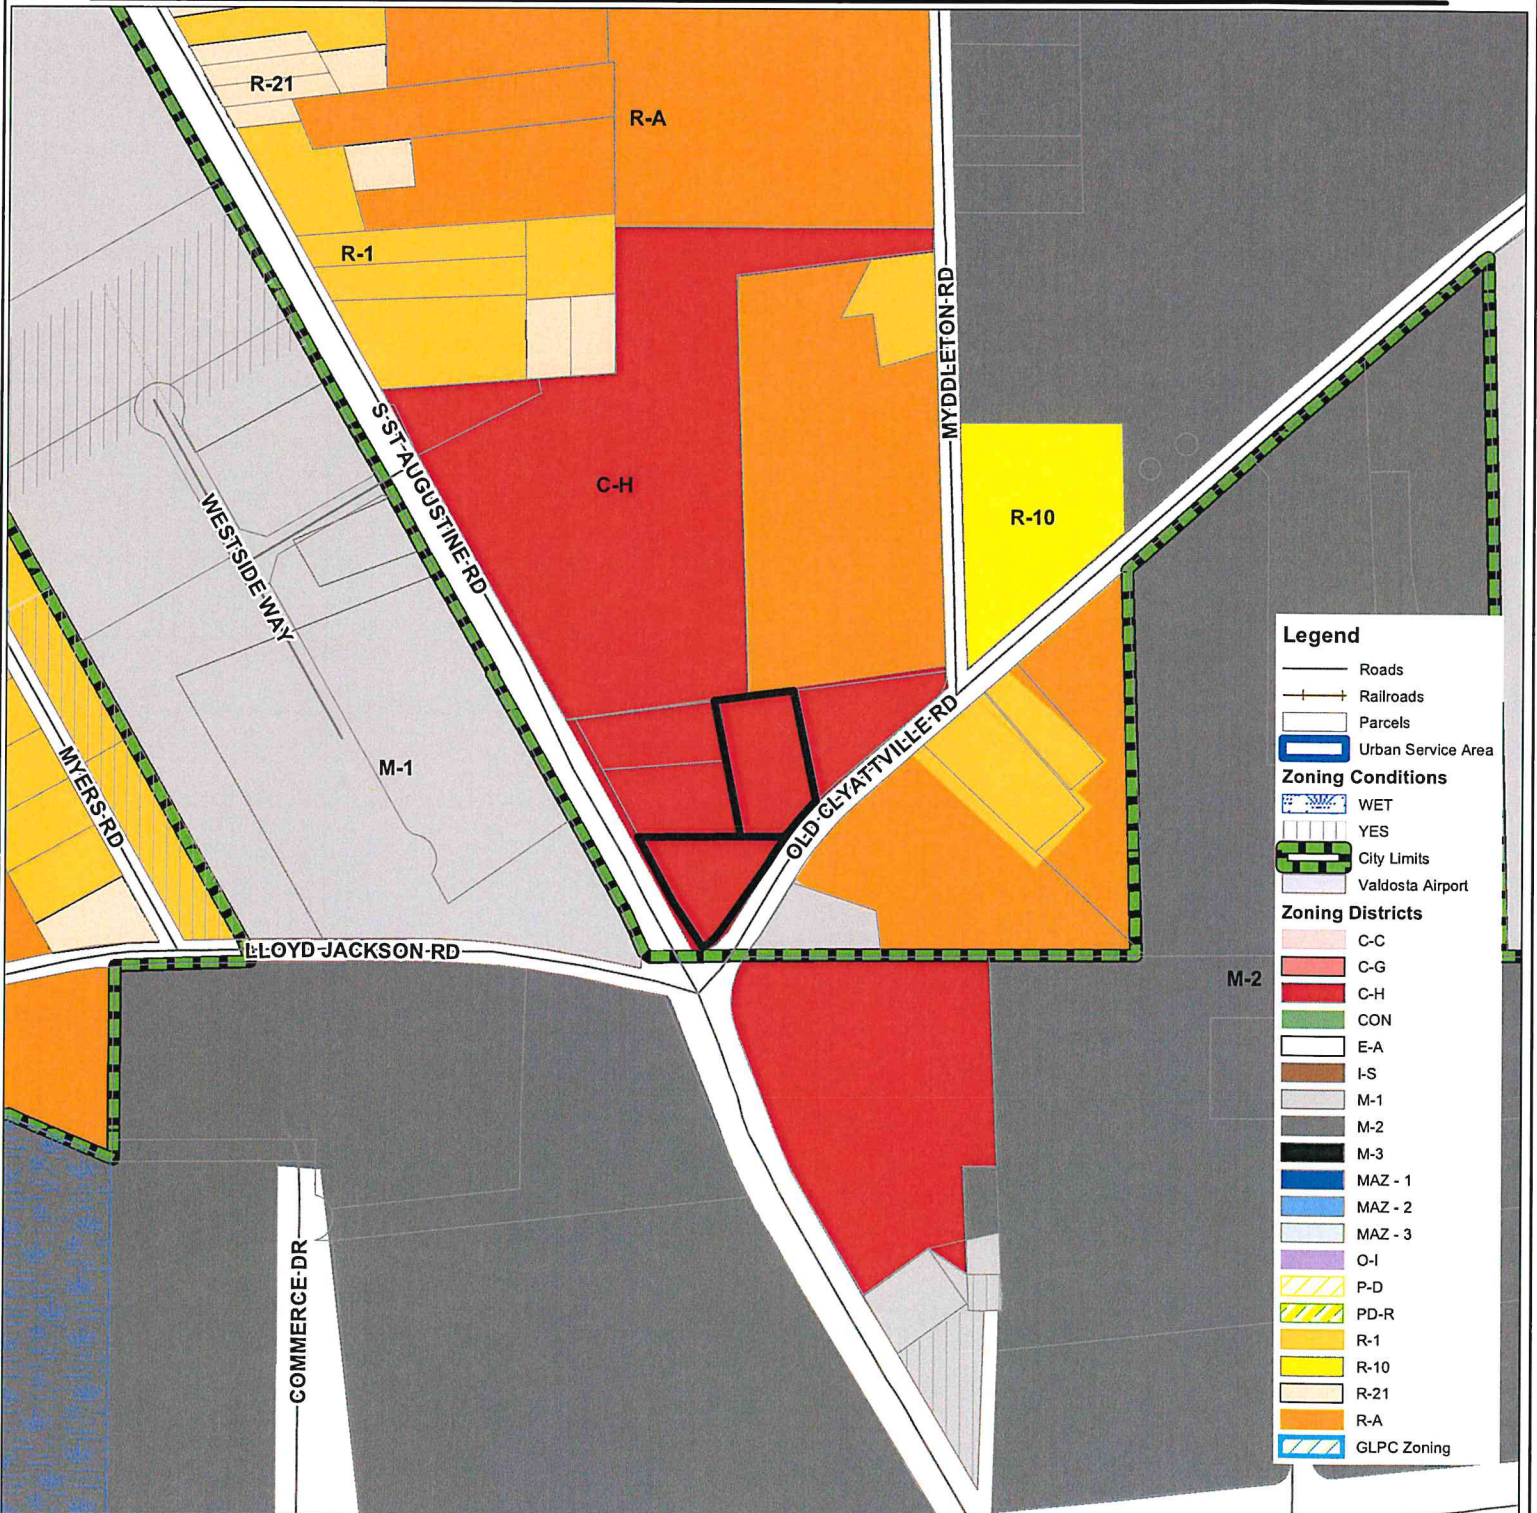 R-21
R-A
R-1
MYDDLETON RD
S ST AUGUSTINE RD
C-H
WESTSIDE WAY
R-10
MYERS RD
M-1
OLD CLYATTVILLE RD
LLOYD JACKSON RD
M-2
COMMERCE DR
Legend
Roads
Railroads
Parcels
Urban Service Area
Zoning Conditions
WET
YES
City Limits
Valdosta Airport
Zoning Districts
C-C
C-G
C-H
CON
E-A
I-S
M-1
M-2
M-3
MAZ - 1
MAZ - 2
MAZ - 3
O-I
P-D
PD-R
R-1
R-10
R-21
R-A
GLPC Zoning